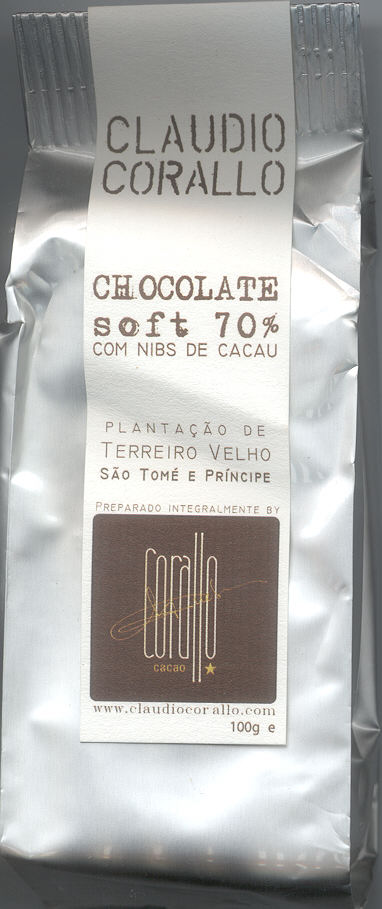 CLAUDIO
CORALLO
CHOCOLATE
soft 70%
COM NIBS DE CACAU
PLANTAÇÃO DE
TERREIRO VELHO
SÃO TOMÉ E PRÍNCIPE
PREPARADO INTEGRALMENTE BY
corallo
cacao
www.claudiocorallo.com
100g e